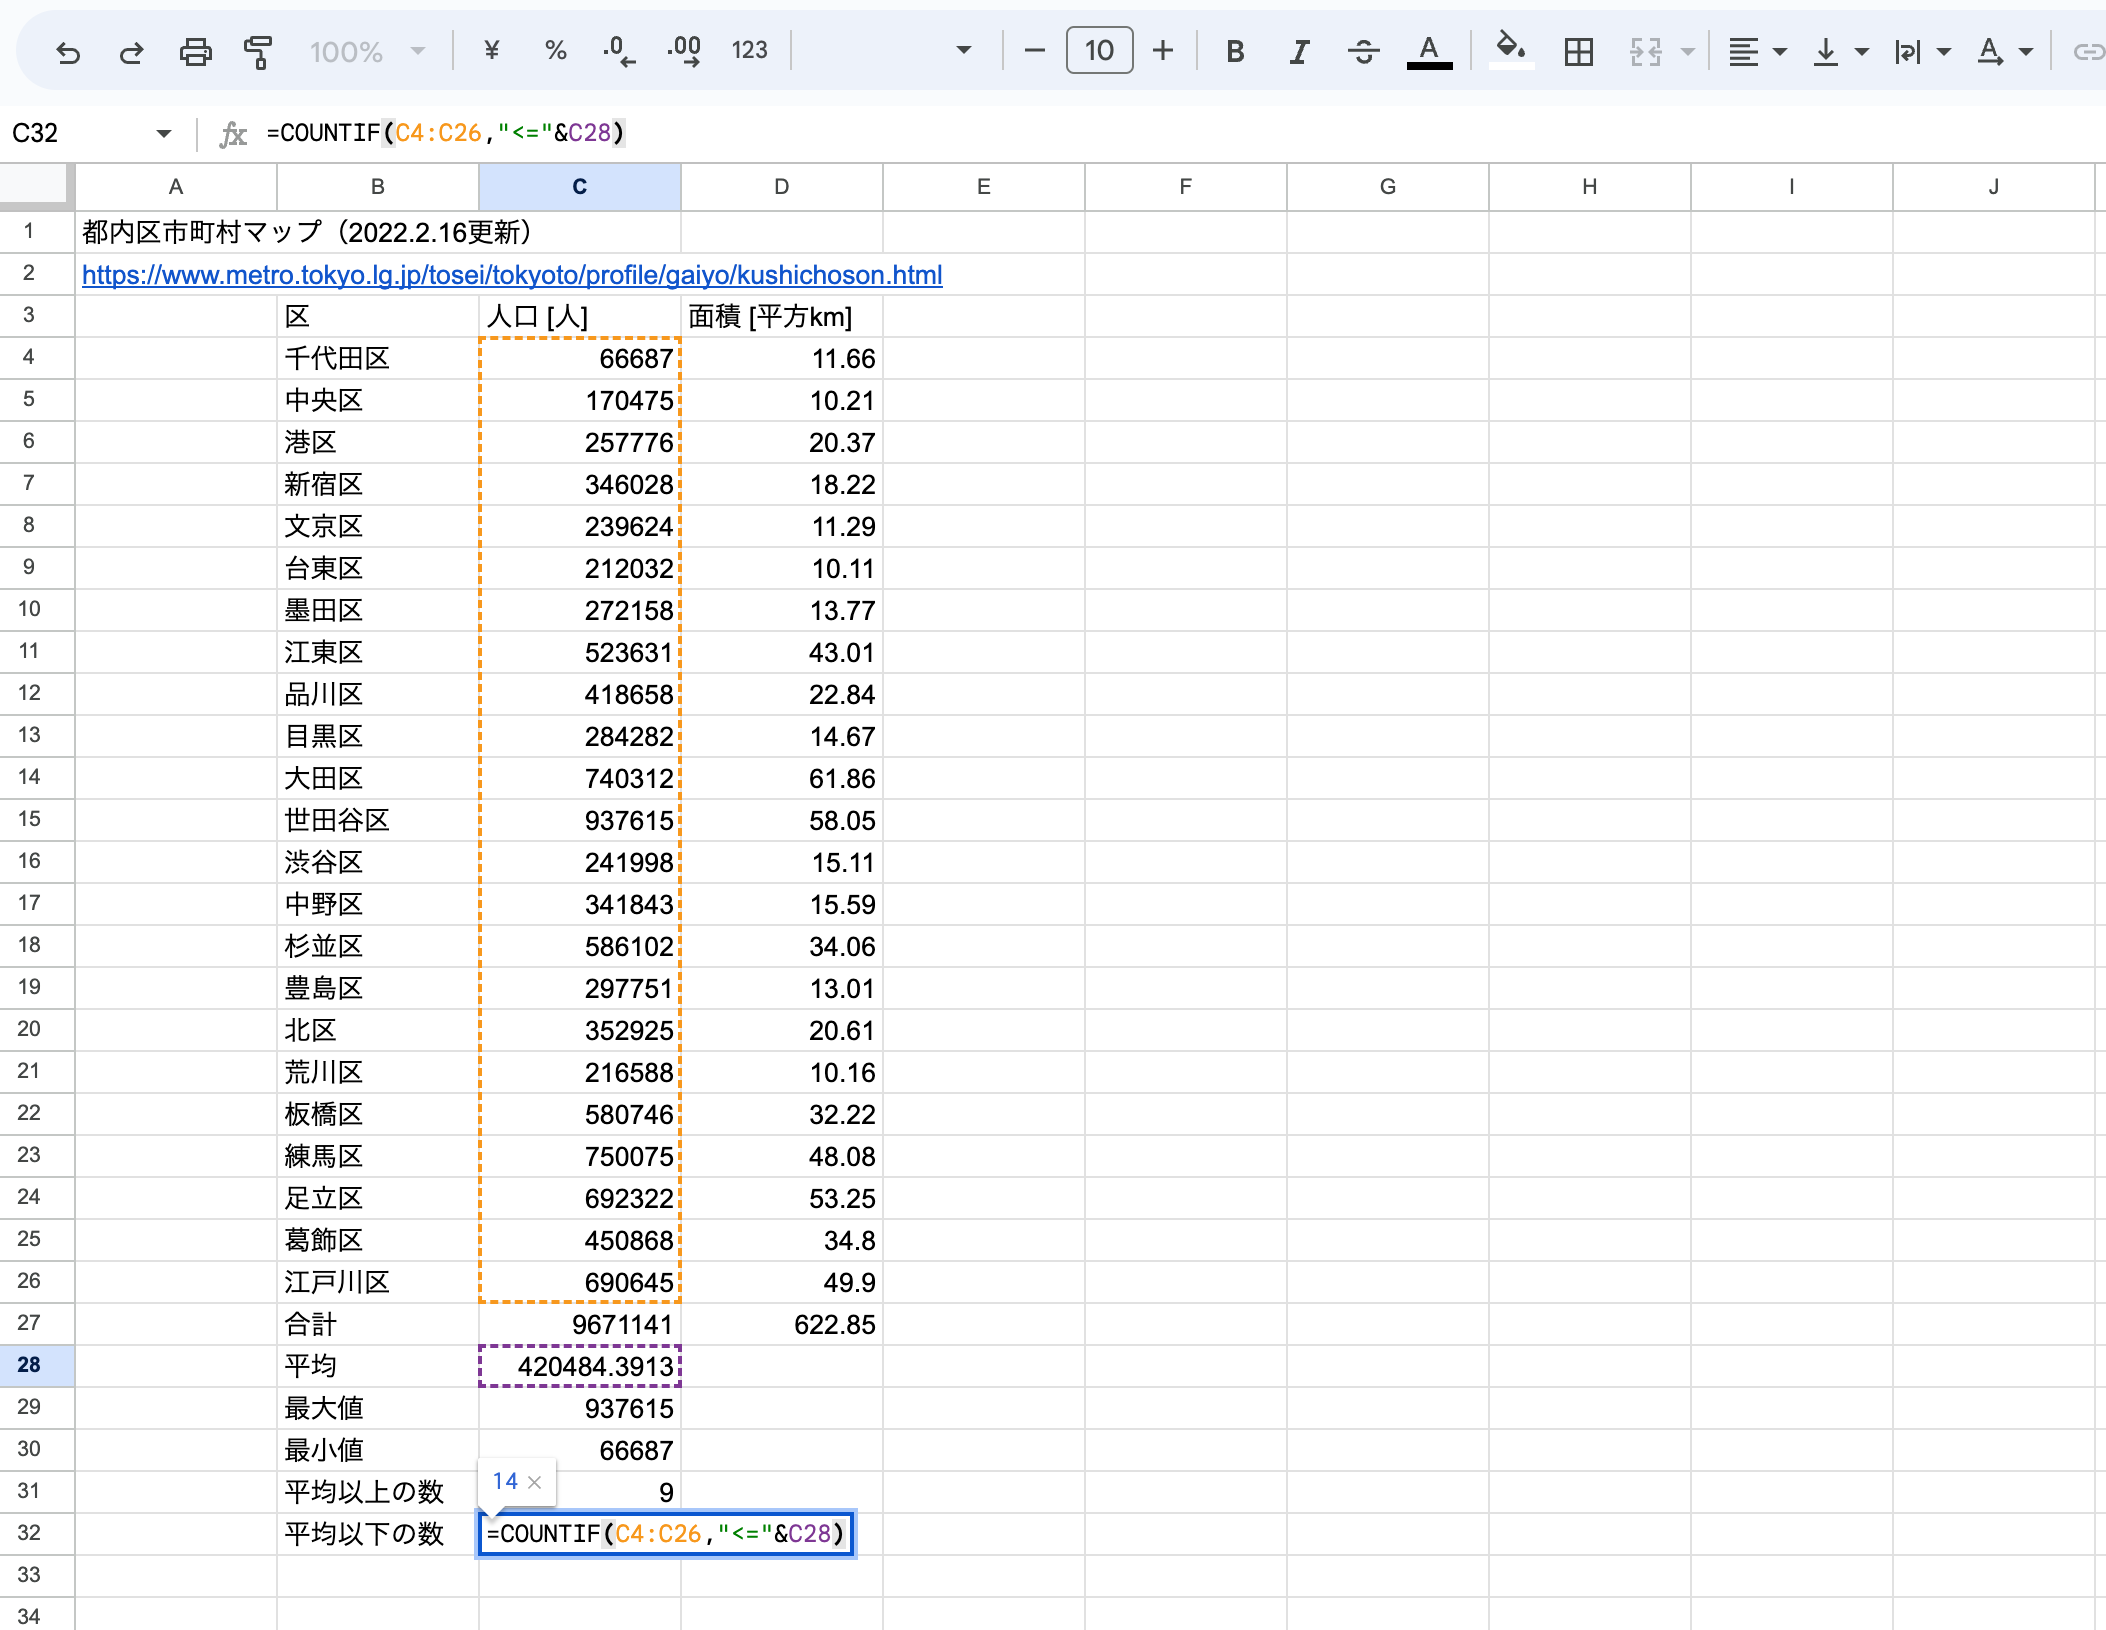 100% ¥ % .0 .00 123 10 B I A A
C32 fx =COUNTIF(C4:C26,"<="&C28)
A B C D E F G H I J
1 都内区市町村マップ（2022.2.16更新）
2 https://www.metro.tokyo.lg.jp/tosei/tokyoto/profile/gaiyo/kushichoson.html
3 区 人口 [人] 面積 [平方km]
4 千代田区 66687 11.66
5 中央区 170475 10.21
6 港区 257776 20.37
7 新宿区 346028 18.22
8 文京区 239624 11.29
9 台東区 212032 10.11
10 墨田区 272158 13.77
11 江東区 523631 43.01
12 品川区 418658 22.84
13 目黒区 284282 14.67
14 大田区 740312 61.86
15 世田谷区 937615 58.05
16 渋谷区 241998 15.11
17 中野区 341843 15.59
18 杉並区 586102 34.06
19 豊島区 297751 13.01
20 北区 352925 20.61
21 荒川区 216588 10.16
22 板橋区 580746 32.22
23 練馬区 750075 48.08
24 足立区 692322 53.25
25 葛飾区 450868 34.8
26 江戸川区 690645 49.9
27 合計 9671141 622.85
28 平均 420484.3913
29 最大値 937615
30 最小値 66687
14 ×
31 平均以上の数 9
32 平均以下の数 =COUNTIF(C4:C26,"<="&C28)
33
34